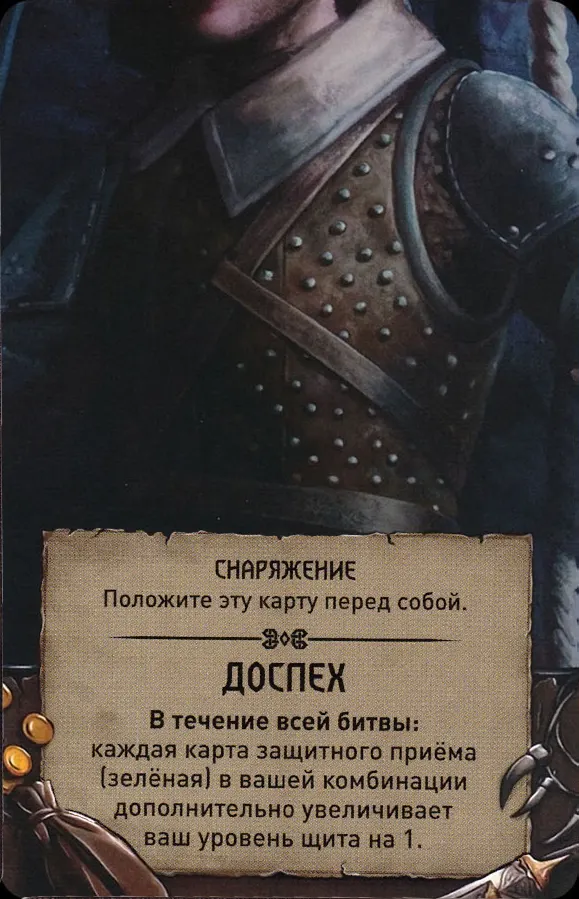 СНАРЯЖЕНИЕ
Положите эту карту перед собой.
ДОСПЕХ
В течение всей битвы:
каждая карта защитного приёма
(зелёная) в вашей комбинации
дополнительно увеличивает
ваш уровень щита на 1.